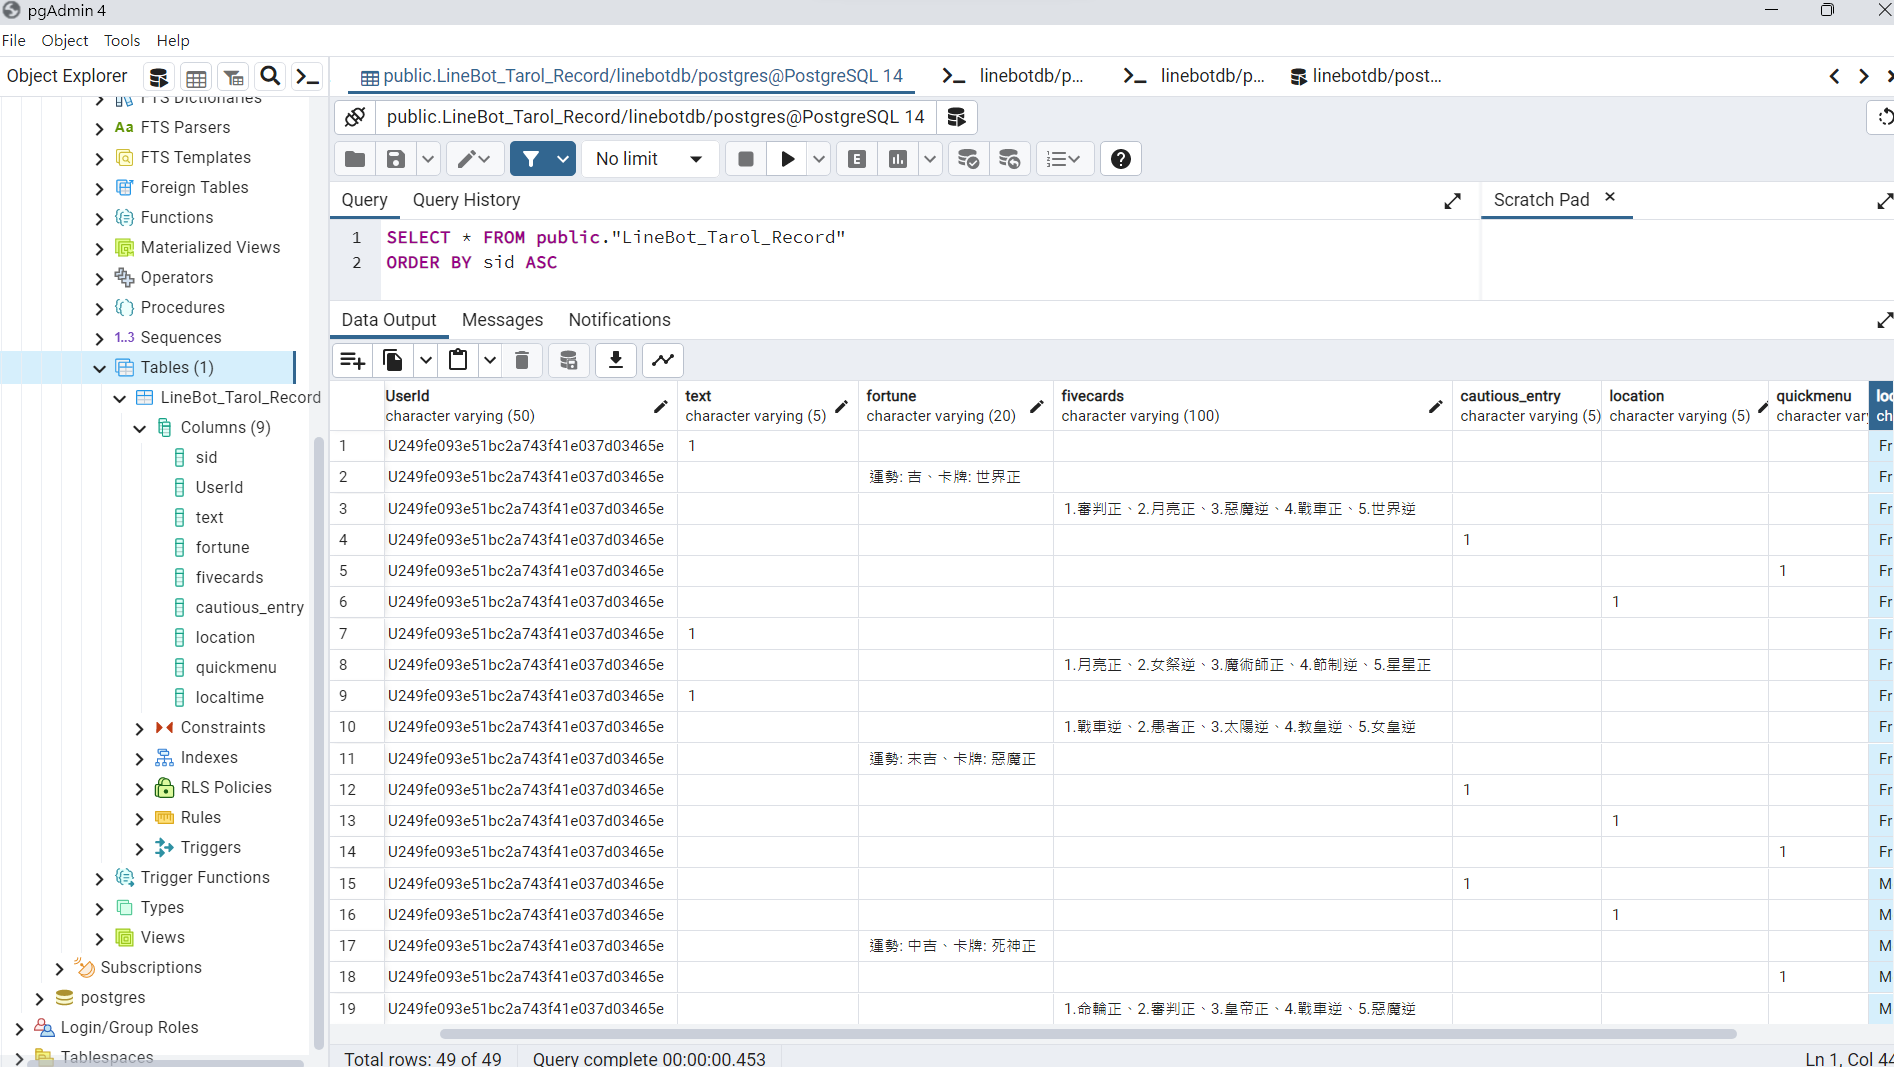 pgAdmin 4
File Object Tools Help
Object Explorer
public.LineBot_Tarol_Record/linebotdb/postgres@PostgreSQL 14
linebotdb/p...
linebotdb/p...
linebotdb/post...
public.LineBot_Tarol_Record/linebotdb/postgres@PostgreSQL 14
No limit
E
Query Query History
Scratch Pad
1 SELECT * FROM public."LineBot_Tarol_Record"
2 ORDER BY sid ASC
Data Output Messages Notifications
FTS Dictionaries
FTS Parsers
FTS Templates
Foreign Tables
Functions
Materialized Views
Operators
Procedures
1..3 Sequences
Tables (1)
LineBot_Tarol_Record
Columns (9)
sid
UserId
text
fortune
fivecards
cautious_entry
location
quickmenu
localtime
Constraints
Indexes
RLS Policies
Rules
Triggers
Trigger Functions
Types
Views
Subscriptions
postgres
Login/Group Roles
Tablespaces
UserId text fortune fivecards cautious_entry location quickmenu loc
character varying (50) character varying (5) character varying (20) character varying (100) character varying (5) character varying (5) character var ch
1 U249fe093e51bc2a743f41e037d03465e 1 Fr
2 U249fe093e51bc2a743f41e037d03465e 運勢: 吉、卡牌: 世界正 Fr
3 U249fe093e51bc2a743f41e037d03465e 1.審判正、2.月亮正、3.惡魔逆、4.戰車正、5.世界逆 Fr
4 U249fe093e51bc2a743f41e037d03465e 1 Fr
5 U249fe093e51bc2a743f41e037d03465e 1 Fr
6 U249fe093e51bc2a743f41e037d03465e 1 Fr
7 U249fe093e51bc2a743f41e037d03465e 1 Fr
8 U249fe093e51bc2a743f41e037d03465e 1.月亮正、2.女祭逆、3.魔術師正、4.節制逆、5.星星正 Fr
9 U249fe093e51bc2a743f41e037d03465e 1 Fr
10 U249fe093e51bc2a743f41e037d03465e 1.戰車逆、2.愚者正、3.太陽逆、4.教皇逆、5.女皇逆 Fr
11 U249fe093e51bc2a743f41e037d03465e 運勢: 末吉、卡牌: 惡魔正 Fr
12 U249fe093e51bc2a743f41e037d03465e 1 Fr
13 U249fe093e51bc2a743f41e037d03465e 1 Fr
14 U249fe093e51bc2a743f41e037d03465e 1 Fr
15 U249fe093e51bc2a743f41e037d03465e 1 M
16 U249fe093e51bc2a743f41e037d03465e 1 M
17 U249fe093e51bc2a743f41e037d03465e 運勢: 中吉、卡牌: 死神正 M
18 U249fe093e51bc2a743f41e037d03465e 1 M
19 U249fe093e51bc2a743f41e037d03465e 1.命輪正、2.審判正、3.皇帝正、4.戰車逆、5.惡魔逆 M
Total rows: 49 of 49 Query complete 00:00:00.453 Ln 1, Col 44